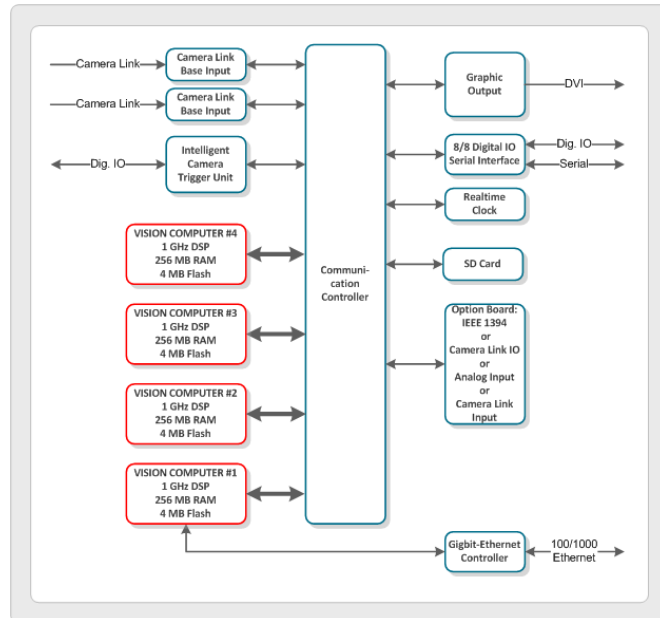 Camera Link
Camera Link
Base Input
Camera Link
Camera Link
Base Input
Dig. IO
Intelligent
Camera
Trigger Unit
VISION COMPUTER #4
1 GHz DSP
256 MB RAM
4 MB Flash
VISION COMPUTER #3
1 GHz DSP
256 MB RAM
4 MB Flash
VISION COMPUTER #2
1 GHz DSP
256 MB RAM
4 MB Flash
VISION COMPUTER #1
1 GHz DSP
256 MB RAM
4 MB Flash
Communi-
cation
Controller
Graphic
Output
DVI
8/8 Digital IO
Serial Interface
Dig. IO
Serial
Realtime
Clock
SD Card
Option Board:
IEEE 1394
or
Camera Link IO
or
Analog Input
or
Camera Link
Input
Gigbit-Ethernet
Controller
100/1000
Ethernet